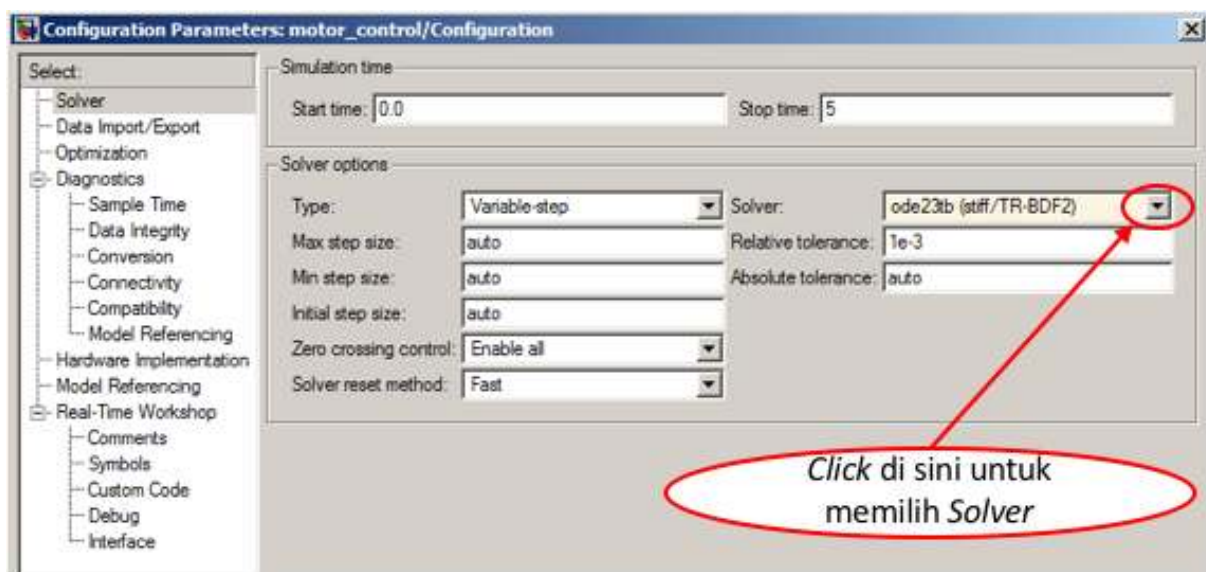 Configuration Parameters: motor_control/Configuration
Select:
Solver
Data Import/Export
Optimization
Diagnostics
Sample Time
Data Integrity
Conversion
Connectivity
Compatibility
Model Referencing
Hardware Implementation
Model Referencing
Real-Time Workshop
Comments
Symbols
Custom Code
Debug
Interface
Simulation time
Start time: 0.0 Stop time: 5
Solver options
Type: Variable-step Solver: ode23tb (stiff/TR-BDF2)
Max step size: auto Relative tolerance: 1e-3
Min step size: auto Absolute tolerance: auto
Initial step size: auto
Zero crossing control: Enable all
Solver reset method: Fast
Click di sini untuk
memilih Solver